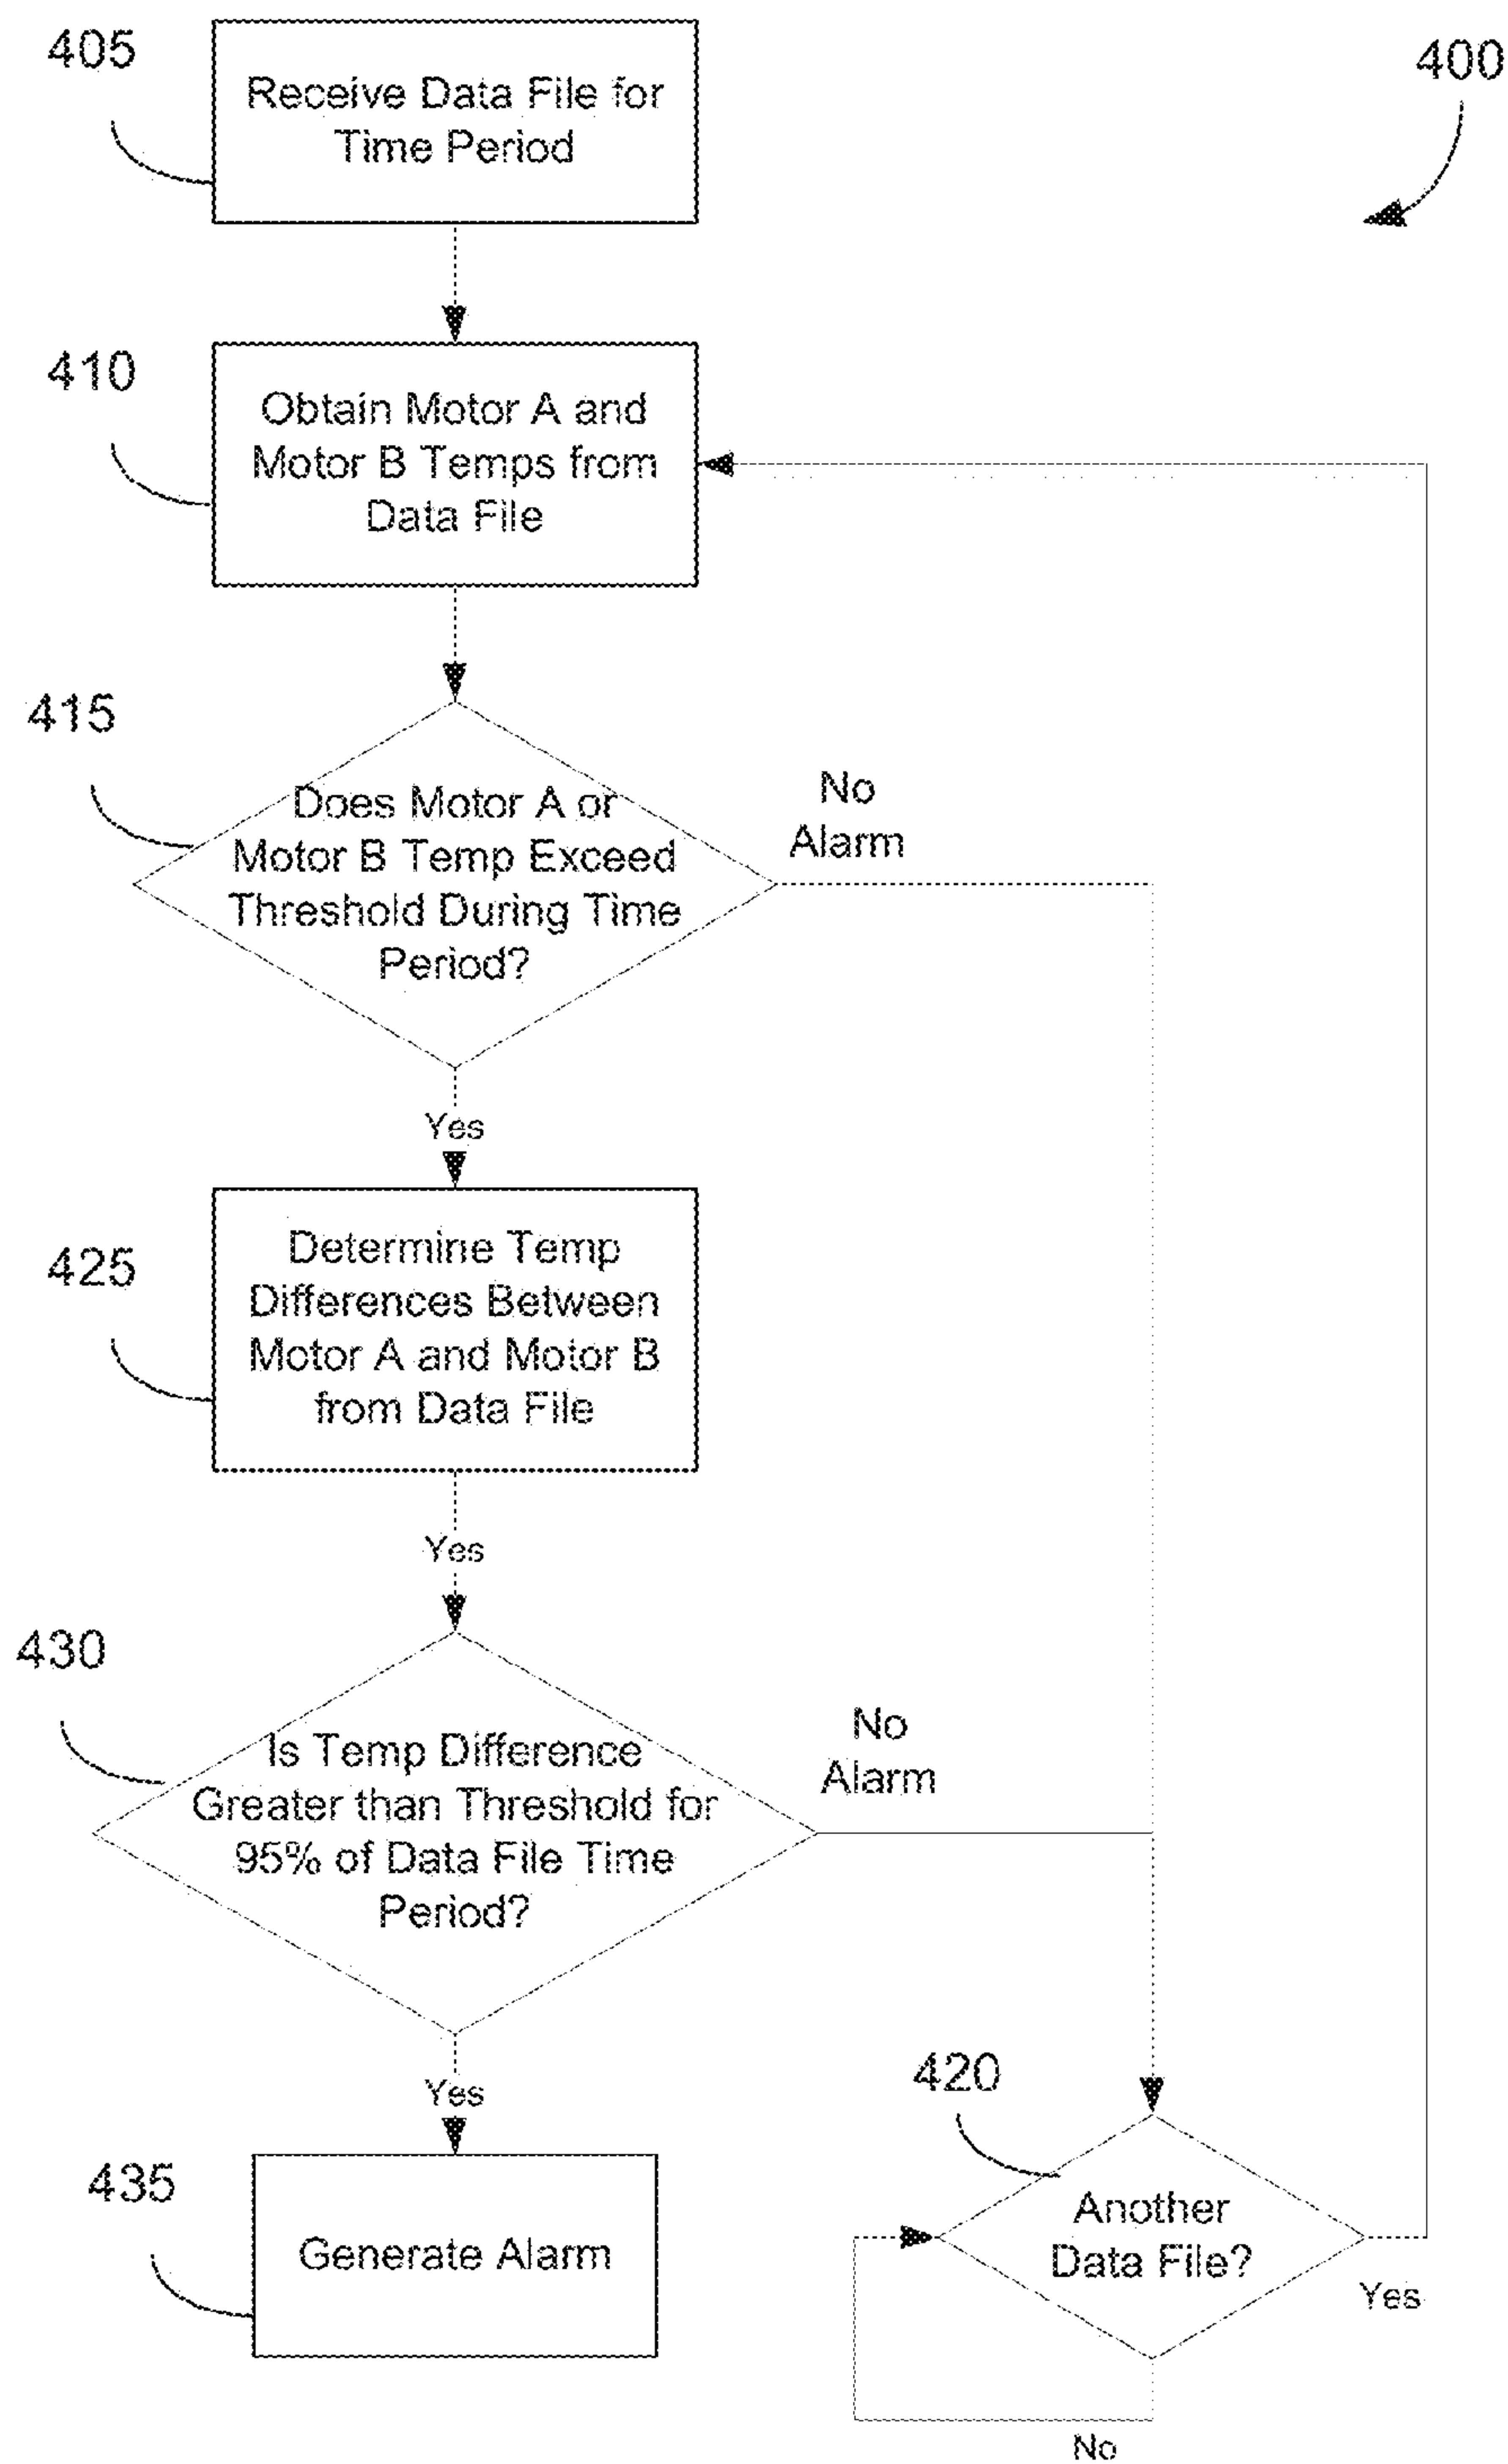 405
400
Receive Data File for
Time Period
410
Obtain Motor A and
Motor B Temps from
Data File
415
Does Motor A or
Motor B Temp Exceed
Threshold During Time
Period?
No
Alarm
Yes
425
Determine Temp
Differences Between
Motor A and Motor B
from Data File
Yes
430
Is Temp Difference
Greater than Threshold for
95% of Data File Time
Period?
No
Alarm
Yes
420
Another
Data File?
Yes
No
435
Generate Alarm